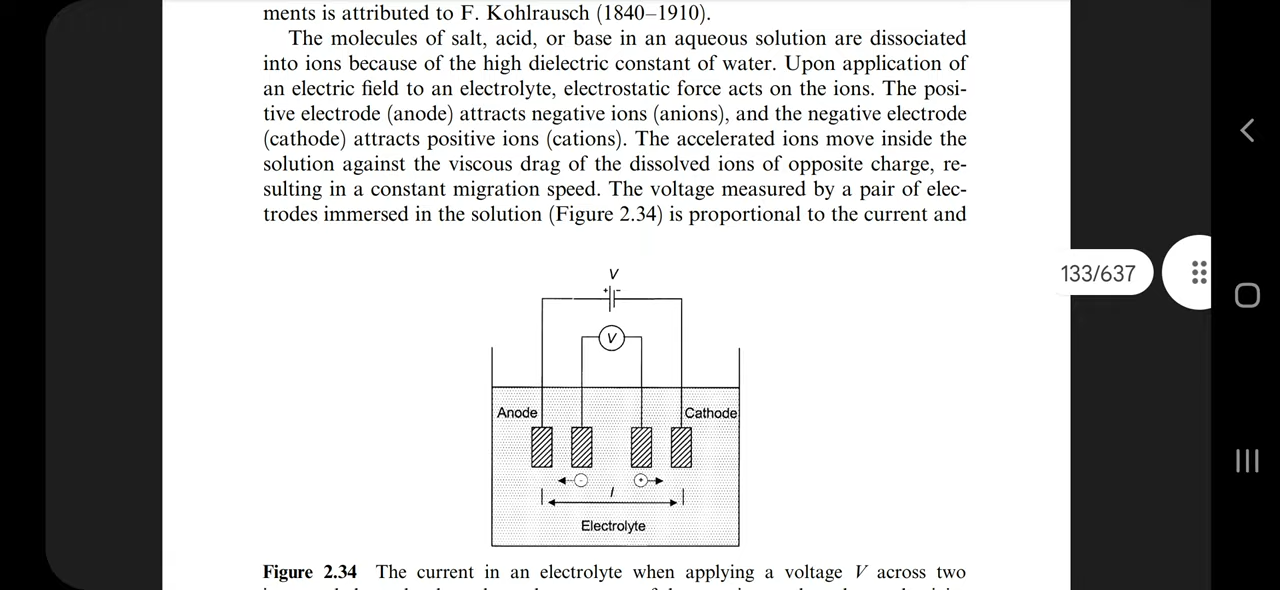 ments is attributed to F. Kohlrausch (1840–1910).
The molecules of salt, acid, or base in an aqueous solution are dissociated
into ions because of the high dielectric constant of water. Upon application of
an electric field to an electrolyte, electrostatic force acts on the ions. The posi-
tive electrode (anode) attracts negative ions (anions), and the negative electrode
(cathode) attracts positive ions (cations). The accelerated ions move inside the
solution against the viscous drag of the dissolved ions of opposite charge, re-
sulting in a constant migration speed. The voltage measured by a pair of elec-
trodes immersed in the solution (Figure 2.34) is proportional to the current and
133/637
V
+ -
V
Anode
Cathode
- +
l
Electrolyte
Figure 2.34 The current in an electrolyte when applying a voltage V across two